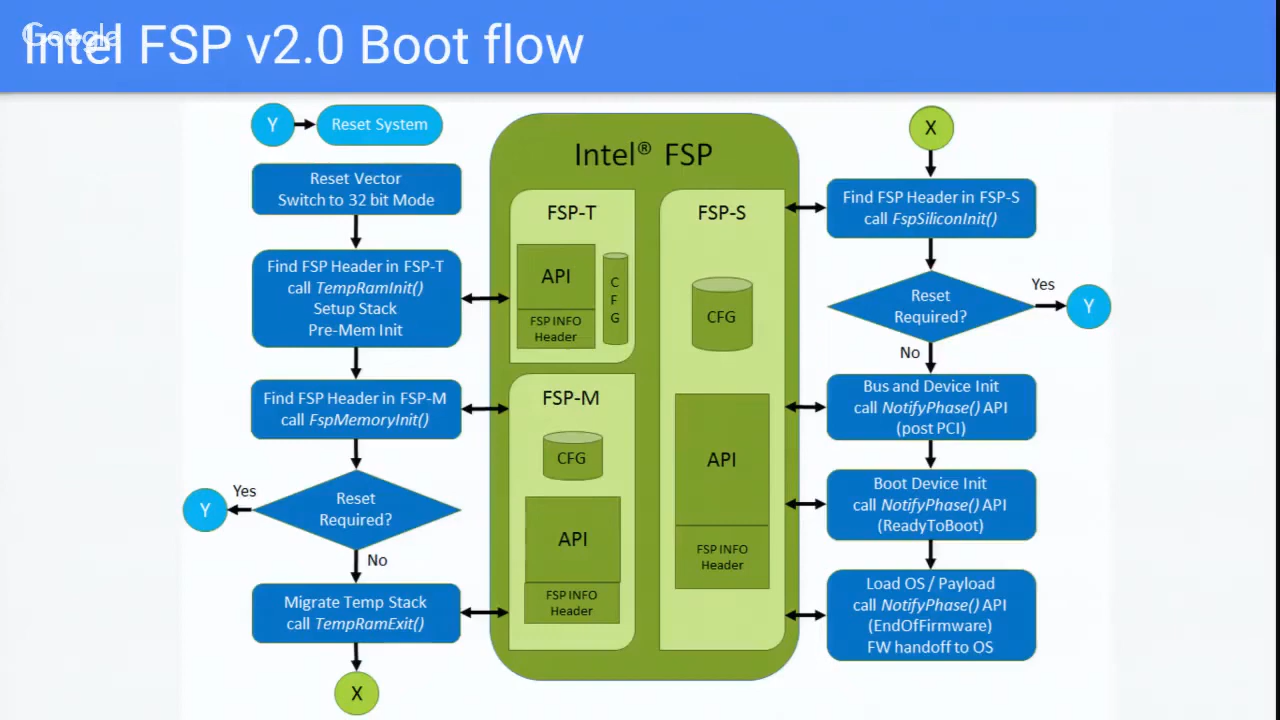 Intel FSP v2.0 Boot flow
Google
Y
Reset System
Reset Vector
Switch to 32 bit Mode
Find FSP Header in FSP-T
call TempRamInit()
Setup Stack
Pre-Mem Init
Find FSP Header in FSP-M
call FspMemoryInit()
Reset
Required?
Yes
Y
No
Migrate Temp Stack
call TempRamExit()
X
Intel® FSP
FSP-T
API
FSP INFO
Header
C
F
G
FSP-M
CFG
API
FSP INFO
Header
FSP-S
CFG
API
FSP INFO
Header
X
Find FSP Header in FSP-S
call FspSiliconInit()
Reset
Required?
Yes
Y
No
Bus and Device Init
call NotifyPhase() API
(post PCI)
Boot Device Init
call NotifyPhase() API
(ReadyToBoot)
Load OS / Payload
call NotifyPhase() API
(EndOfFirmware)
FW handoff to OS